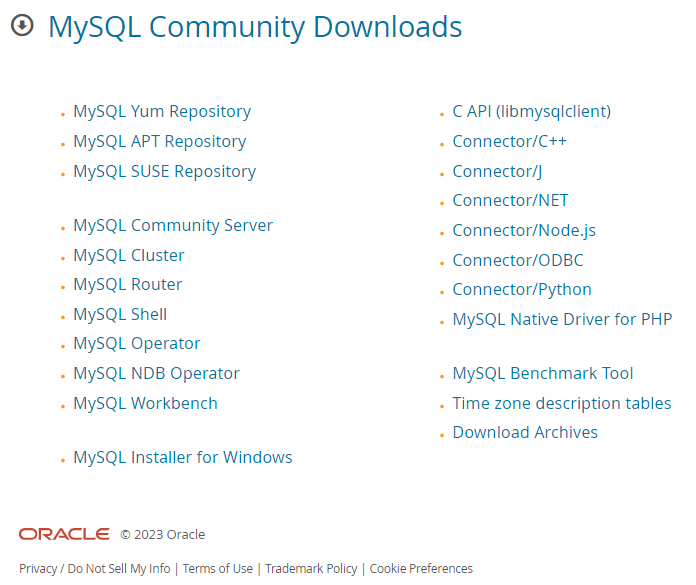 MySQL Community Downloads
MySQL Yum Repository
MySQL APT Repository
MySQL SUSE Repository
MySQL Community Server
MySQL Cluster
MySQL Router
MySQL Shell
MySQL Operator
MySQL NDB Operator
MySQL Workbench
MySQL Installer for Windows
C API (libmysqlclient)
Connector/C++
Connector/J
Connector/NET
Connector/Node.js
Connector/ODBC
Connector/Python
MySQL Native Driver for PHP
MySQL Benchmark Tool
Time zone description tables
Download Archives
ORACLE © 2023 Oracle
Privacy / Do Not Sell My Info | Terms of Use | Trademark Policy | Cookie Preferences